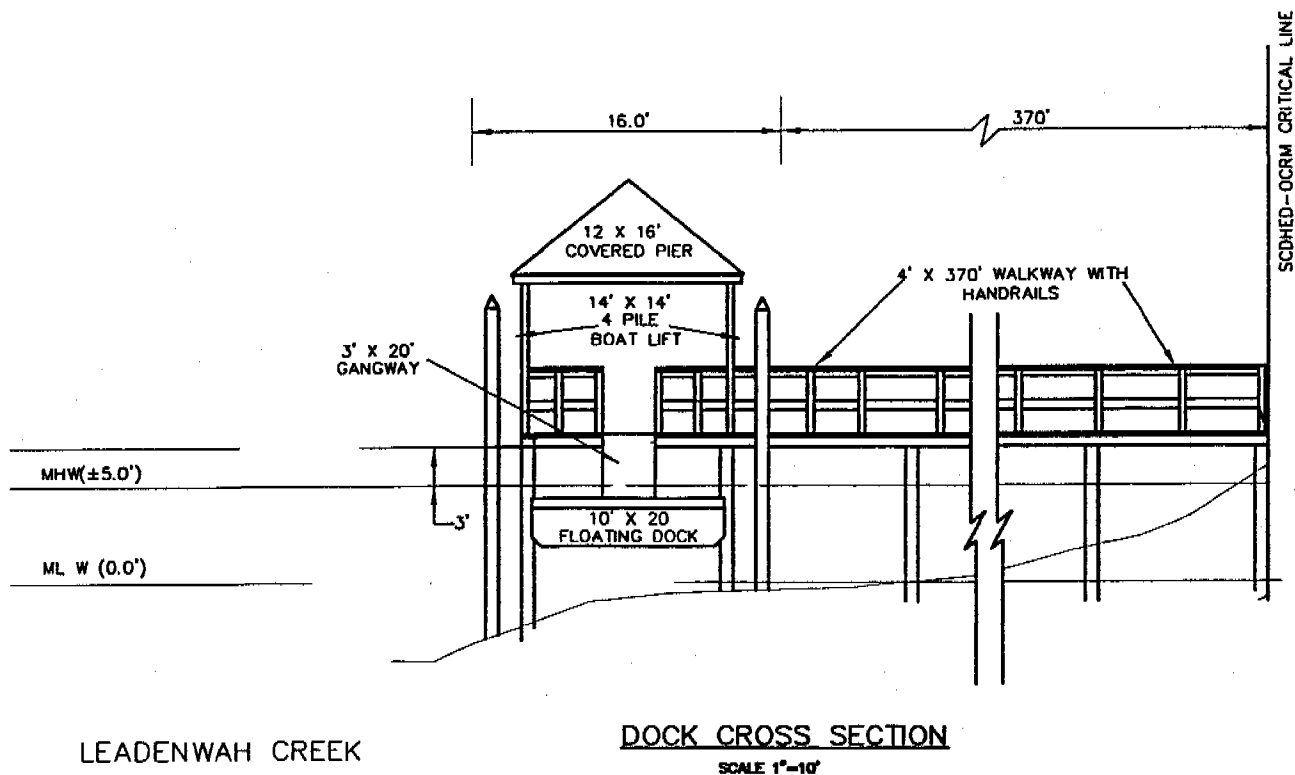 16.0'
370'
SCDHED-OCRM CRITICAL LINE
12 X 16'
COVERED PIER
4' X 370' WALKWAY WITH
HANDRAILS
14' X 14'
4 PILE
BOAT LIFT
3' X 20'
GANGWAY
MHW(±5.0')
3'
10' X 20
FLOATING DOCK
ML W (0.0')
LEADENWAH CREEK
DOCK CROSS SECTION
SCALE 1"=10'